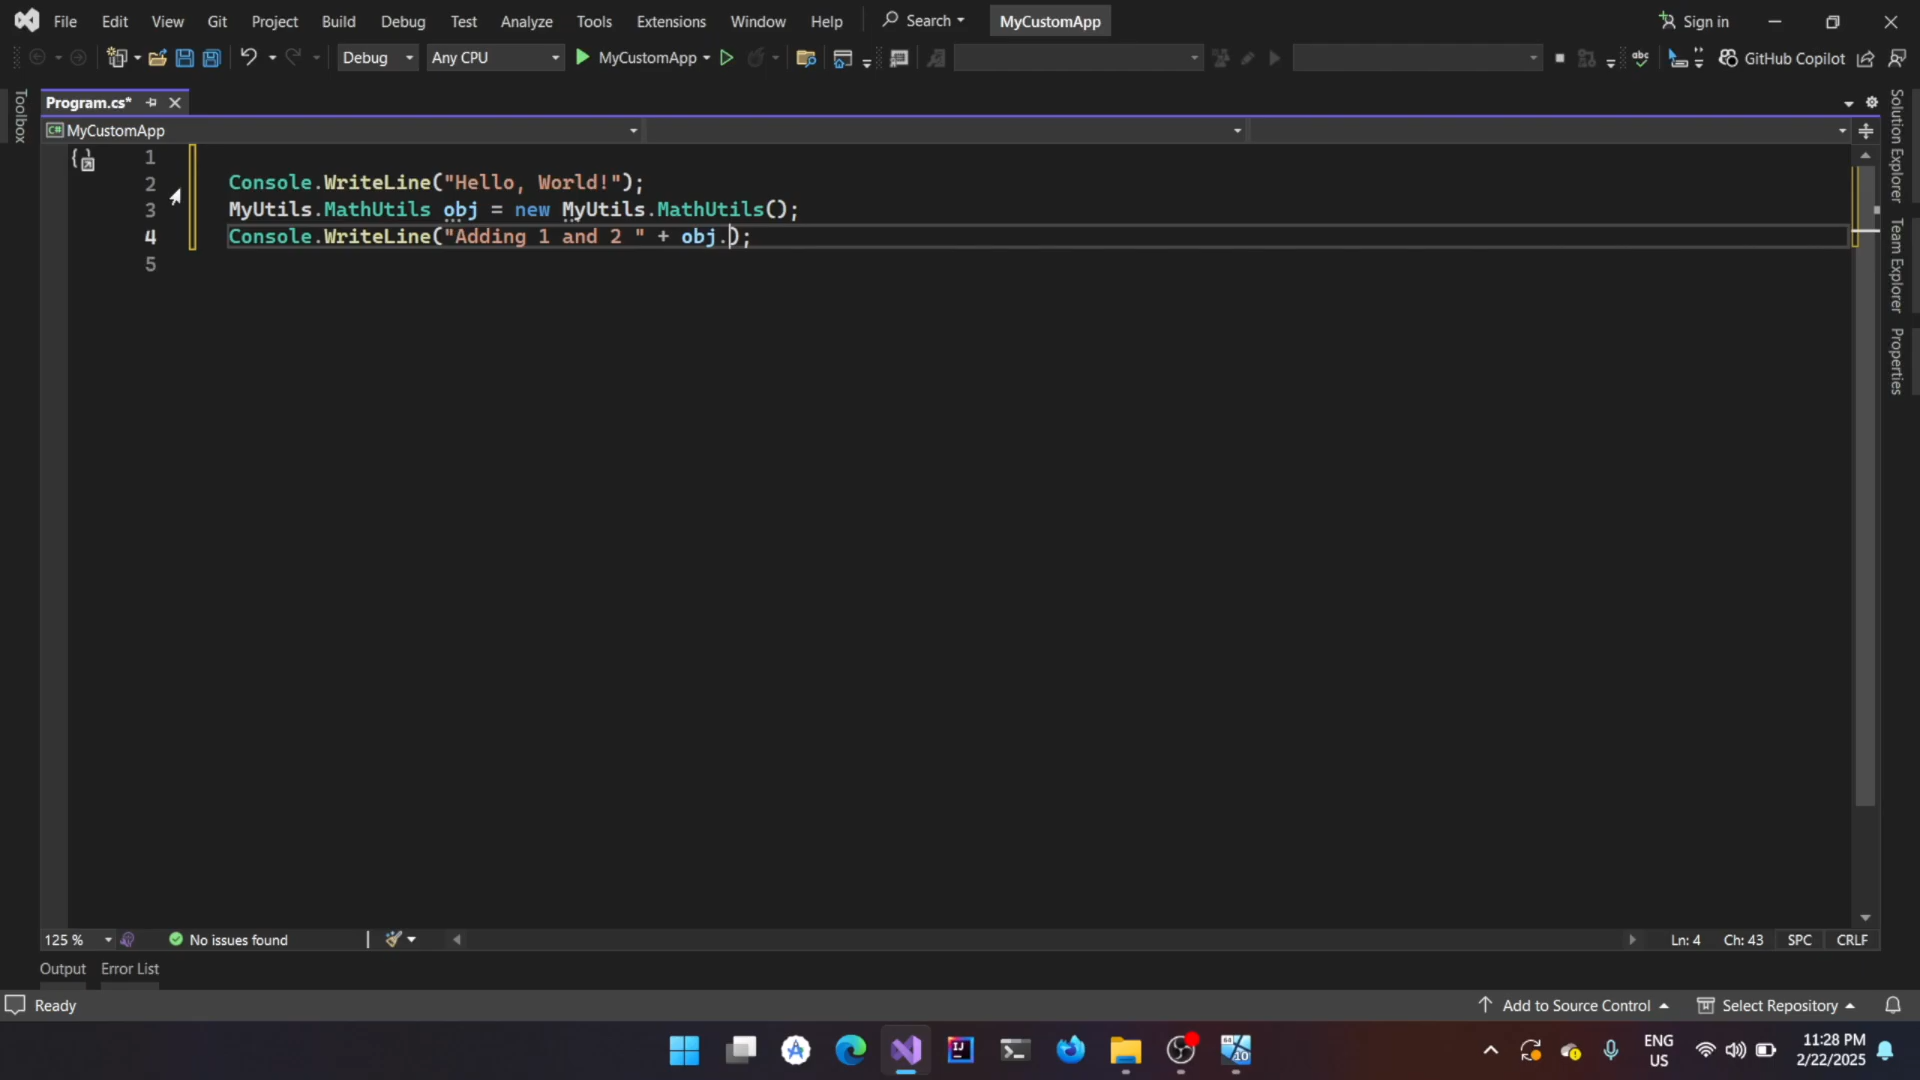 File Edit View Git Project Build Debug Test Analyze Tools Extensions Window Help Search MyCustomApp Sign in
Debug Any CPU MyCustomApp abc GitHub Copilot
Program.cs*
C# MyCustomApp
Toolbox
1
2 Console.WriteLine("Hello, World!");
3 MyUtils.MathUtils obj = new MyUtils.MathUtils();
4 Console.WriteLine("Adding 1 and 2 " + obj.);
5
Solution Explorer
Team Explorer
Properties
125 % No issues found Ln: 4 Ch: 43 SPC CRLF
Output Error List
Ready Add to Source Control Select Repository
ENG 11:28 PM
US 2/22/2025